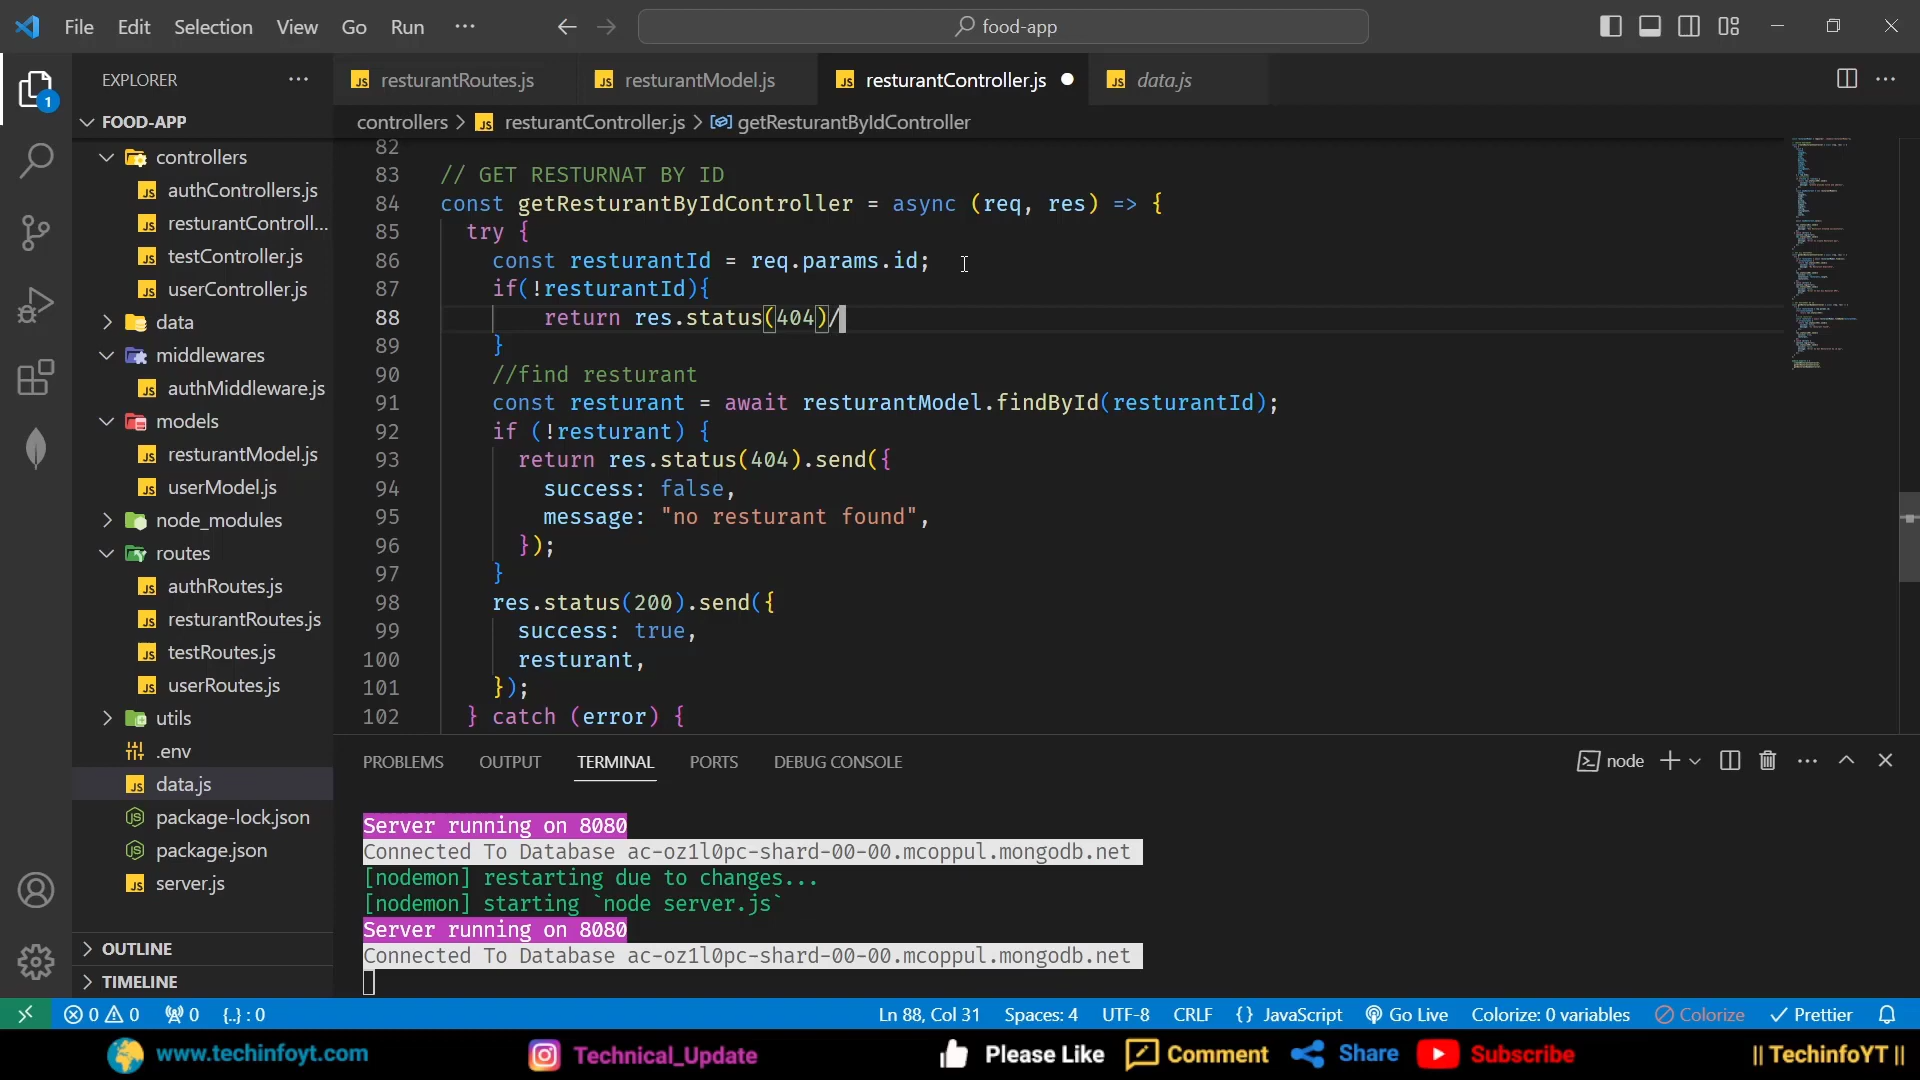 File Edit Selection View Go Run ··· food-app
EXPLORER ···
resturantRoutes.js resturantModel.js resturantController.js data.js
FOOD-APP
controllers > resturantController.js > getResturantByIdController
controllers
authControllers.js
resturantControll...
testController.js
userController.js
data
middlewares
authMiddleware.js
models
resturantModel.js
userModel.js
node_modules
routes
authRoutes.js
resturantRoutes.js
testRoutes.js
userRoutes.js
utils
.env
data.js
package-lock.json
package.json
server.js
OUTLINE
TIMELINE
1
82
83 // GET RESTURNAT BY ID
84 const getResturantByIdController = async (req, res) => {
85 try {
86 const resturantId = req.params.id;
87 if(!resturantId){
88 return res.status(404)/
89 }
90 //find resturant
91 const resturant = await resturantModel.findById(resturantId);
92 if (!resturant) {
93 return res.status(404).send({
94 success: false,
95 message: "no resturant found",
96 });
97 }
98 res.status(200).send({
99 success: true,
100 resturant,
101 });
102 } catch (error) {
PROBLEMS OUTPUT TERMINAL PORTS DEBUG CONSOLE node
Server running on 8080
Connected To Database ac-oz1l0pc-shard-00-00.mcoppul.mongodb.net
[nodemon] restarting due to changes...
[nodemon] starting `node server.js`
Server running on 8080
Connected To Database ac-oz1l0pc-shard-00-00.mcoppul.mongodb.net
0 0 0 {..} : 0 Ln 88, Col 31 Spaces: 4 UTF-8 CRLF {} JavaScript Go Live Colorize: 0 variables Colorize Prettier
www.techinfoyt.com Technical_Update Please Like Comment Share Subscribe || TechinfoYT ||